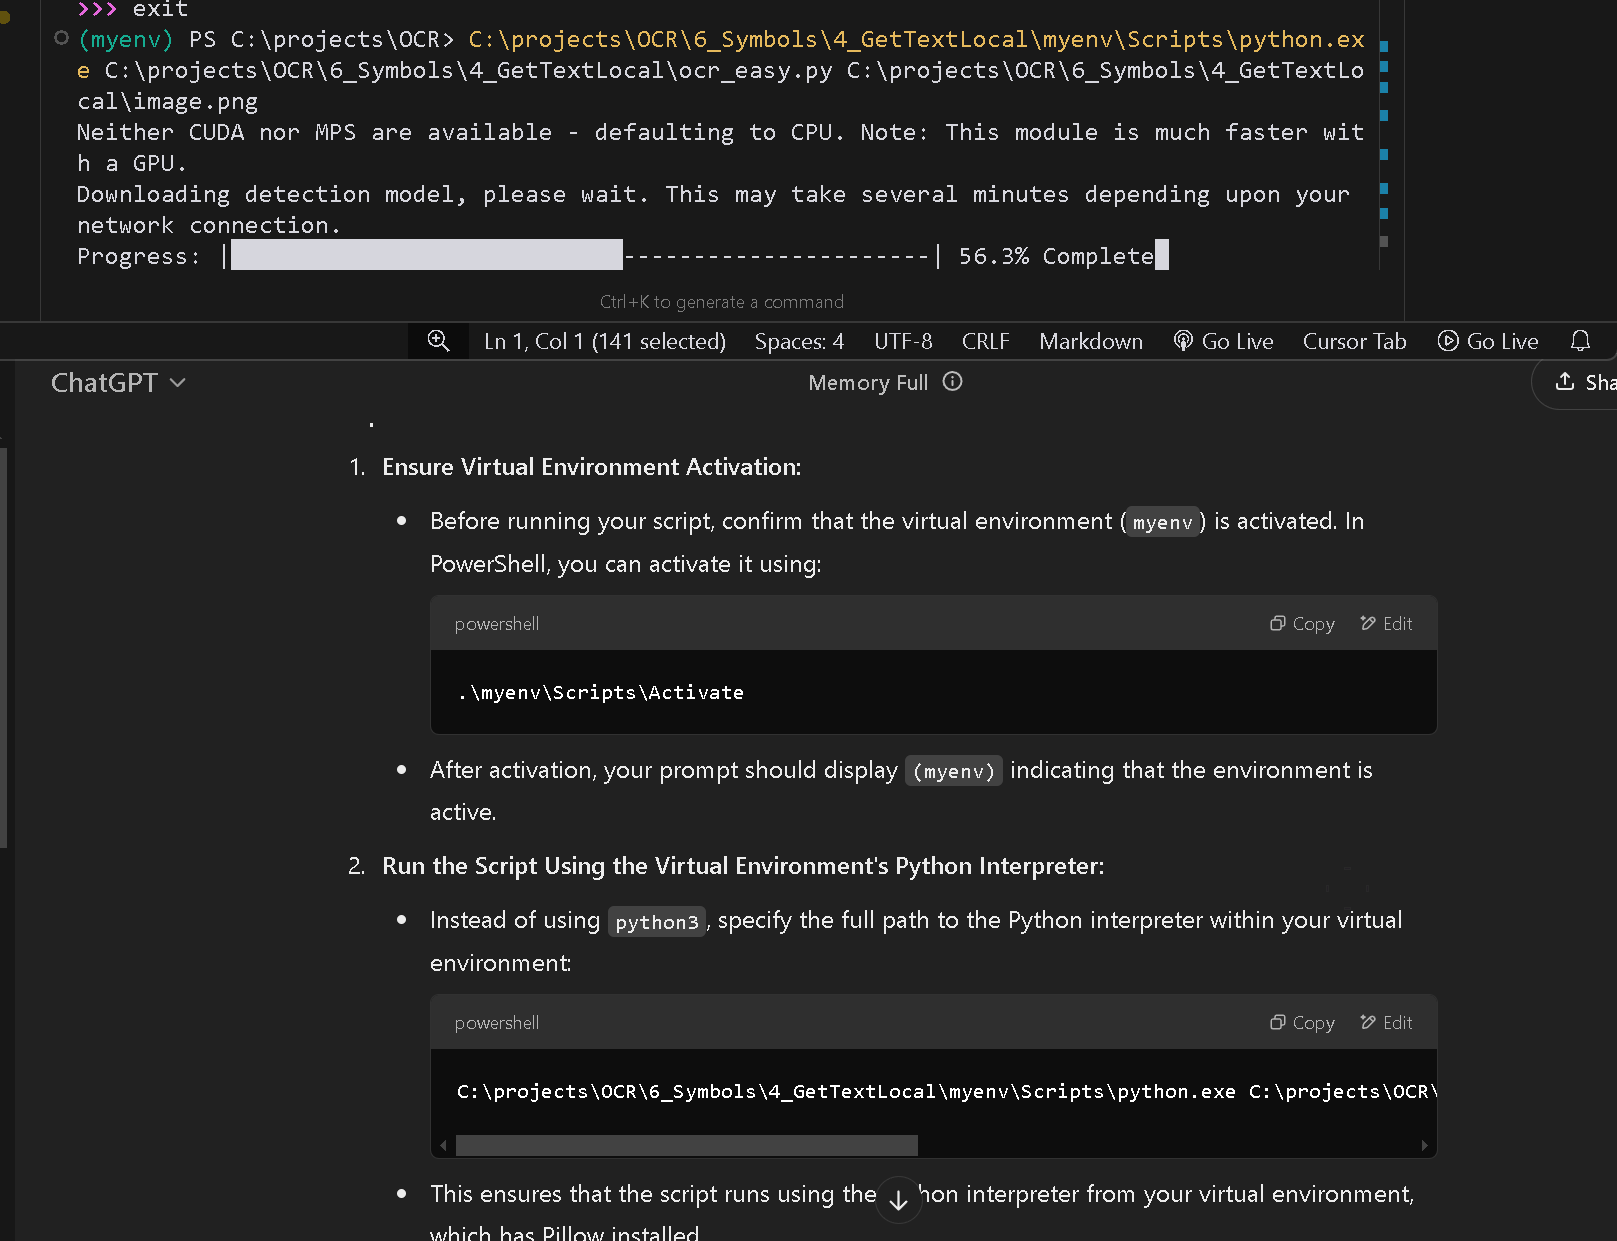 >>> exit
(myenv) PS C:\projects\OCR> C:\projects\OCR\6_Symbols\4_GetTextLocal\myenv\Scripts\python.ex
e C:\projects\OCR\6_Symbols\4_GetTextLocal\ocr_easy.py C:\projects\OCR\6_Symbols\4_GetTextLo
cal\image.png
Neither CUDA nor MPS are available - defaulting to CPU. Note: This module is much faster wit
h a GPU.
Downloading detection model, please wait. This may take several minutes depending upon your
network connection.
Progress: |██████████████████████████----------------------| 56.3% Complete
Ctrl+K to generate a command
Ln 1, Col 1 (141 selected) Spaces: 4 UTF-8 CRLF Markdown Go Live Cursor Tab Go Live
ChatGPT Memory Full Sha
.
1. Ensure Virtual Environment Activation:
• Before running your script, confirm that the virtual environment (myenv) is activated. In
PowerShell, you can activate it using:
powershell Copy Edit
.\myenv\Scripts\Activate
• After activation, your prompt should display (myenv) indicating that the environment is
active.
2. Run the Script Using the Virtual Environment's Python Interpreter:
• Instead of using python3, specify the full path to the Python interpreter within your virtual
environment:
powershell Copy Edit
C:\projects\OCR\6_Symbols\4_GetTextLocal\myenv\Scripts\python.exe C:\projects\OCR\
• This ensures that the script runs using the hon interpreter from your virtual environment,
which has Pillow installed